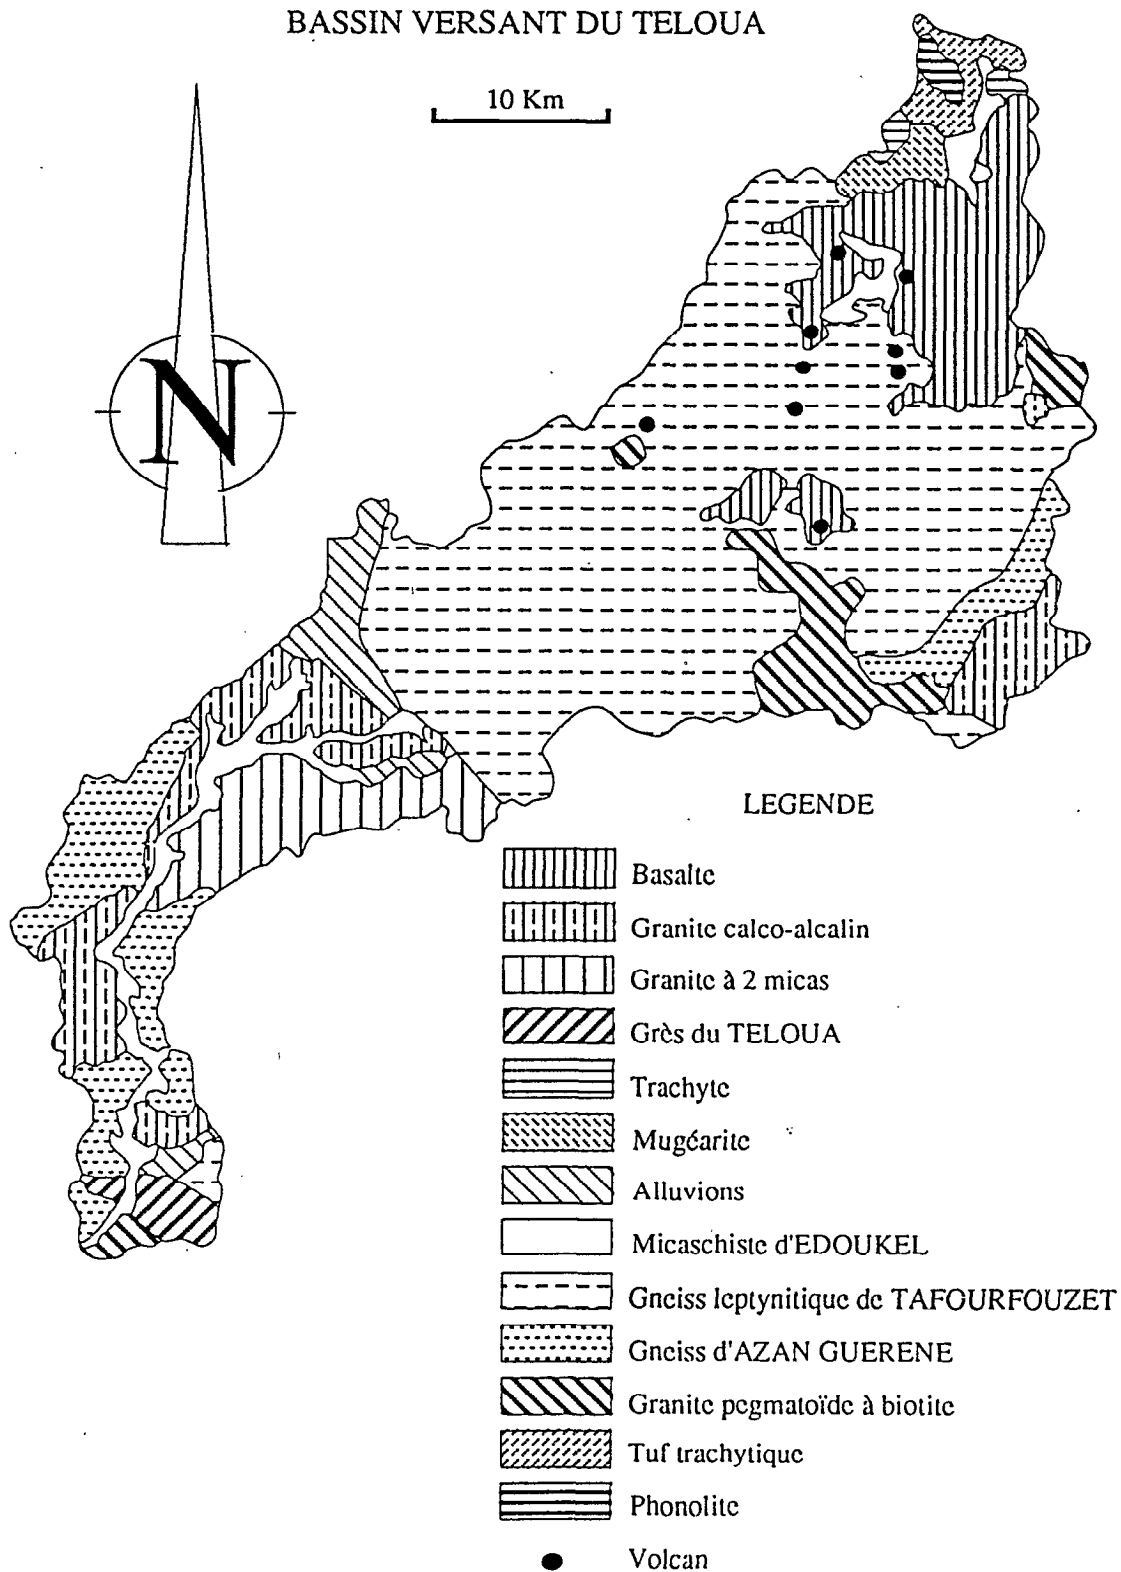 BASSIN VERSANT DU TELOUA
10 Km
N
LEGENDE
Basalte
Granite calco-alcalin
Granite à 2 micas
Grès du TELOUA
Trachyte
Mugéarite
Alluvions
Micaschiste d'EDOUKEL
Gneiss leptynitique de TAFOURFOUZET
Gneiss d'AZAN GUERENE
Granite pegmatoïde à biotite
Tuf trachytique
Phonolite
Volcan